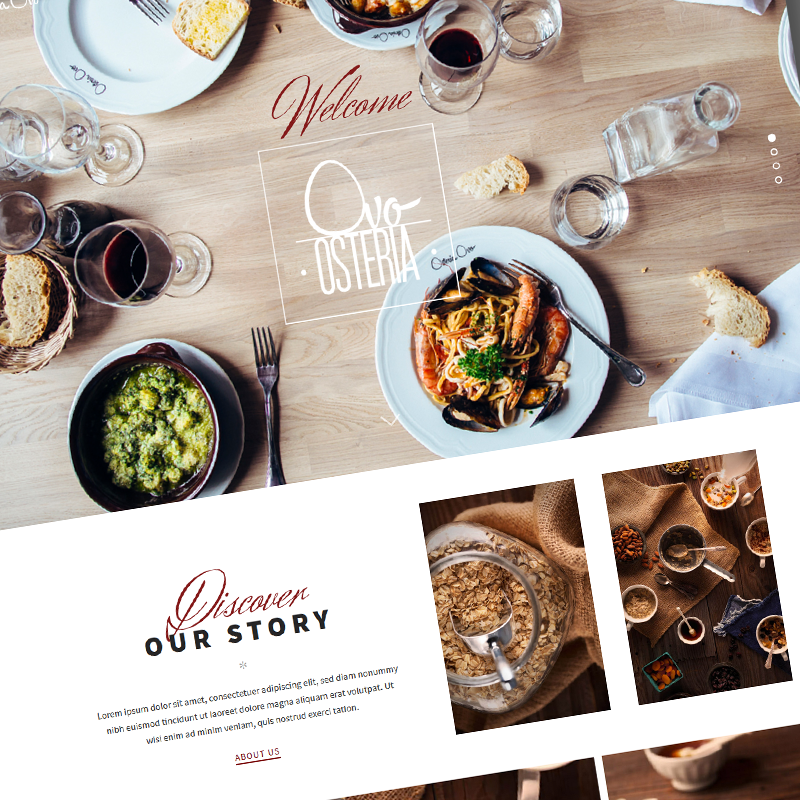 Welcome
Ovo
OSTERIA
Osteria Ovo
Discover
OUR STORY
Lorem ipsum dolor sit amet, consectetuer adipiscing elit, sed diam nonummy
nibh euismod tincidunt ut laoreet dolore magna aliquam erat volutpat. Ut
wisi enim ad minim veniam, quis nostrud exerci tation.
ABOUT US